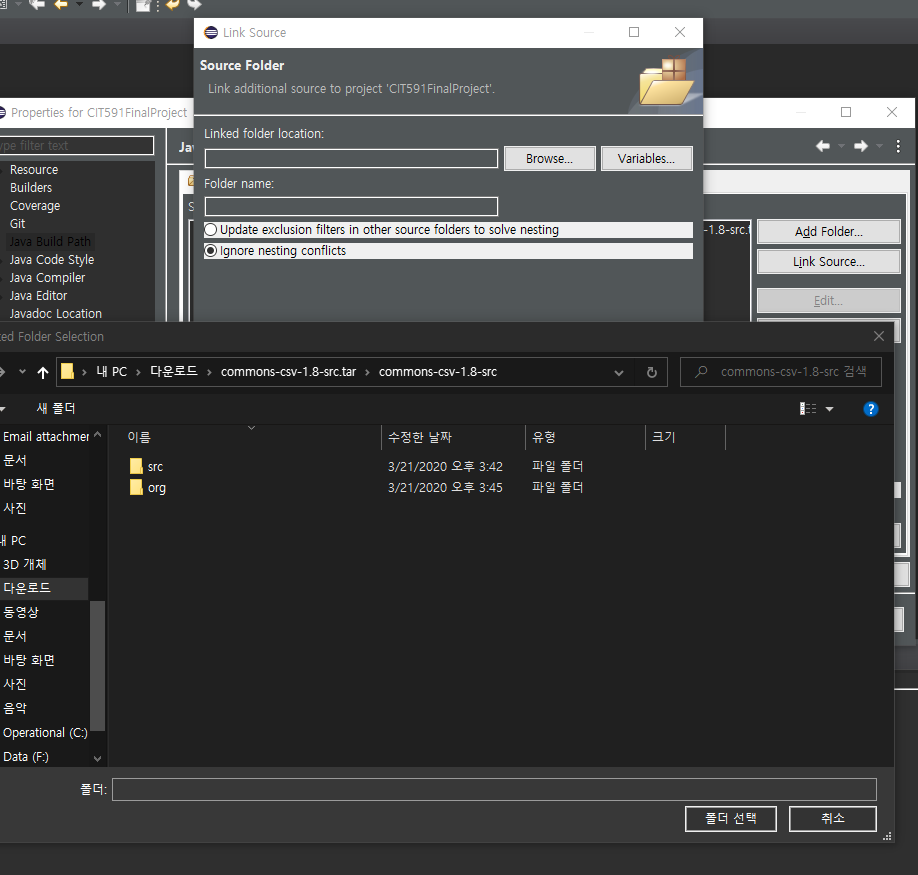 Link Source
Source Folder
Link additional source to project 'CIT591FinalProject'.
Properties for CIT591FinalProject
Linked folder location:
Browse...
Variables...
Folder name:
Update exclusion filters in other source folders to solve nesting
Ignore nesting conflicts
type filter text
Resource
Builders
Coverage
Git
Java Build Path
Java Code Style
Java Compiler
Java Editor
Javadoc Location
-1.8-src.t
Add Folder...
Link Source...
Edit...
ed Folder Selection
내 PC
다운로드
commons-csv-1.8-src.tar
commons-csv-1.8-src
commons-csv-1.8-src 검색
새 폴더
Email attachmer
문서
바탕 화면
사진
내 PC
3D 개체
다운로드
동영상
문서
바탕 화면
사진
음악
Operational (C:)
Data (F:)
이름
수정한 날짜
유형
크기
src
3/21/2020 오후 3:42
파일 폴더
org
3/21/2020 오후 3:45
파일 폴더
폴더:
폴더 선택
취소